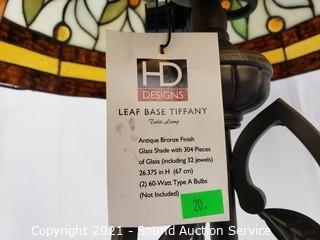 HD
DESIGNS
LEAF BASE TIFFANY
Table Lamp
Antique Bronze Finish
Glass Shade with 304 Pieces
of Glass (including 32 jewels)
26.375 in H (67 cm)
(2) 60-Watt Type A Bulbs
(Not Included)
20.
Copyright 2021 - Sound Auction Service